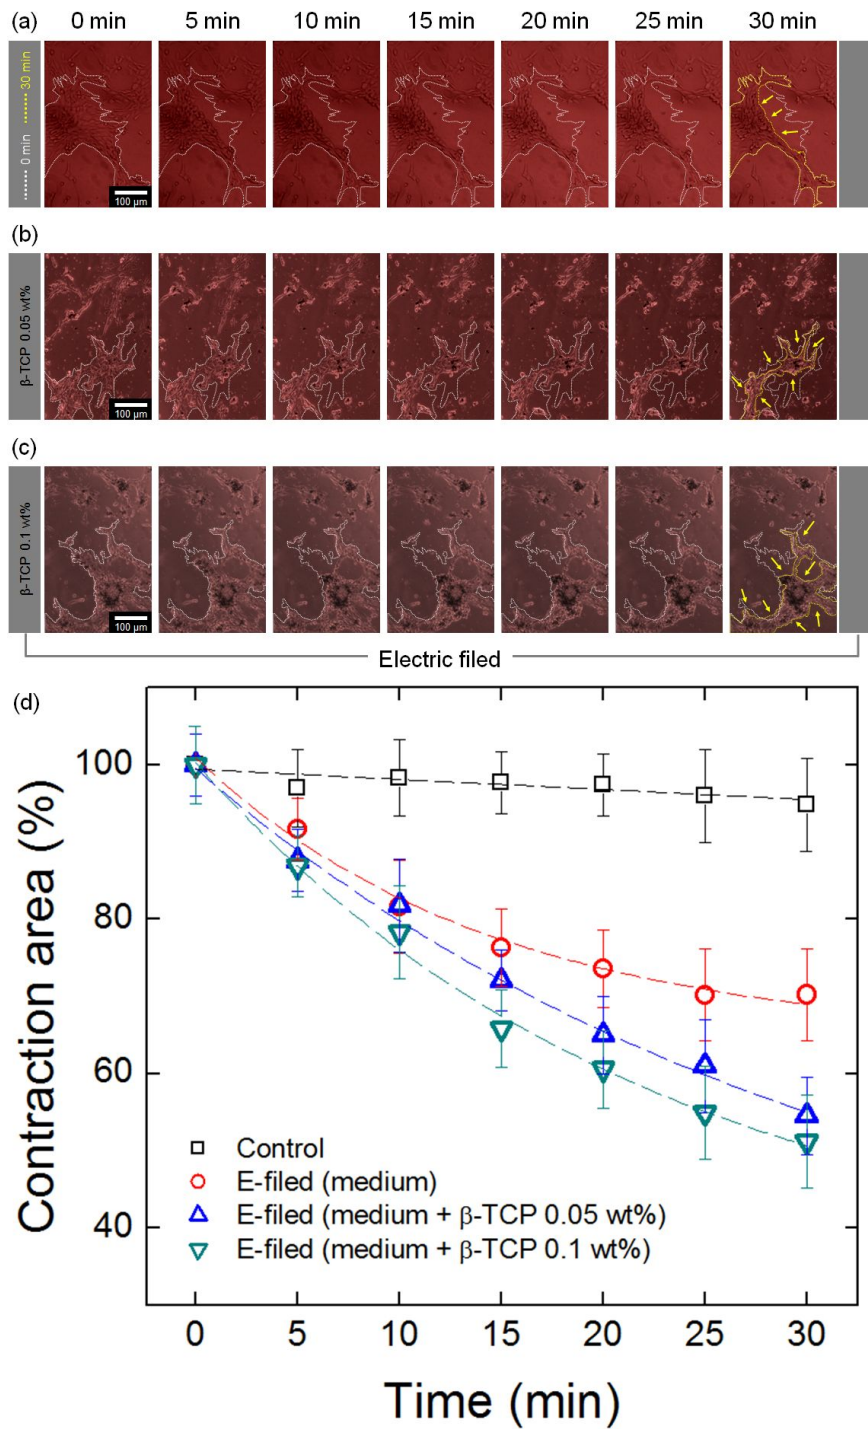 (a)
0 min 5 min 10 min 15 min 20 min 25 min 30 min
0 min 30 min
100 µm
(b)
β-TCP 0.05 wt%
100 µm
(c)
β-TCP 0.1 wt%
100 µm
Electric filed
(d)
Contraction area (%)
100
80
60
40
Control
E-filed (medium)
E-filed (medium + β-TCP 0.05 wt%)
E-filed (medium + β-TCP 0.1 wt%)
0 5 10 15 20 25 30
Time (min)